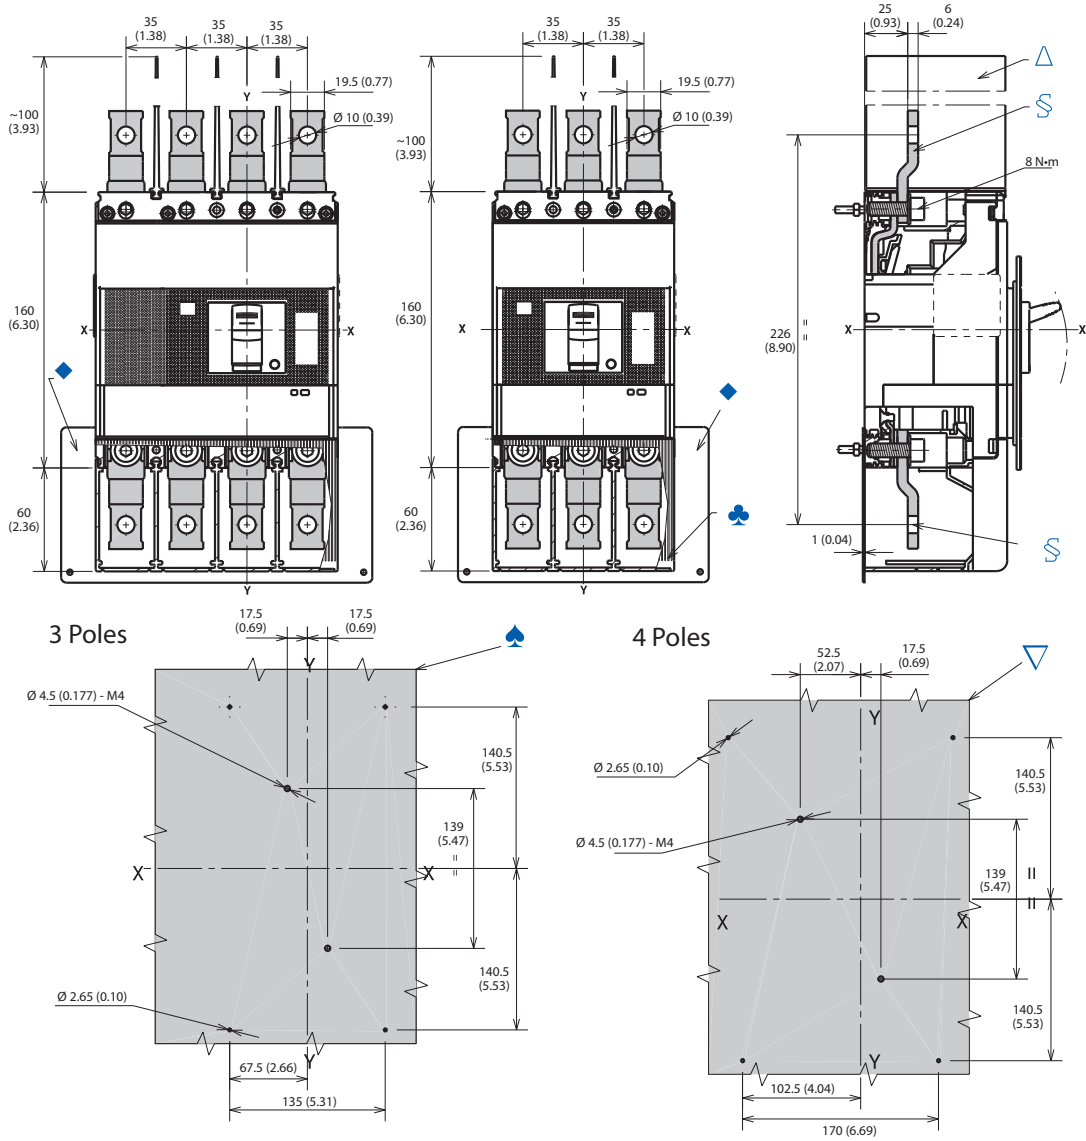 35
(1.38)
35
(1.38)
35
(1.38)
19.5 (0.77)
Y
Ø 10 (0.39)
~100
(3.93)
160
(6.30)
X
X
60
(2.36)
Y
35
(1.38)
35
(1.38)
19.5 (0.77)
Y
Ø 10 (0.39)
~100
(3.93)
160
(6.30)
X
X
60
(2.36)
Y
25
(0.93)
6
(0.24)
Δ
§
8 N•m
226
(8.90)
=
X
X
1 (0.04)
§
3 Poles
17.5
(0.69)
17.5
(0.69)
Y
Ø 4.5 (0.177) - M4
140.5
(5.53)
139
(5.47)
=
X
X
140.5
(5.53)
Ø 2.65 (0.10)
Y
67.5 (2.66)
135 (5.31)
4 Poles
52.5
(2.07)
17.5
(0.69)
Y
Ø 2.65 (0.10)
140.5
(5.53)
Ø 4.5 (0.177) - M4
139
(5.47)
=
=
X
X
140.5
(5.53)
Y
102.5 (4.04)
170 (6.69)